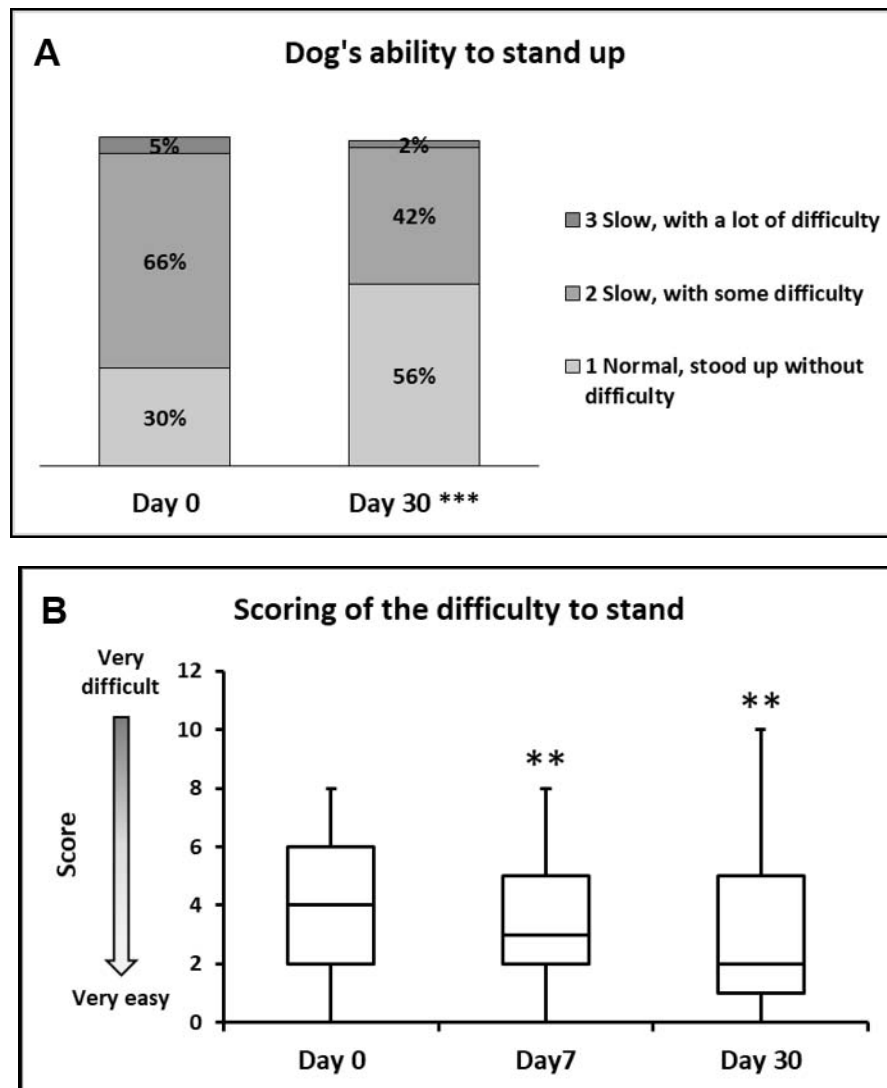 A
Dog's ability to stand up
5%
2%
66%
42%
30%
56%
3 Slow, with a lot of difficulty
2 Slow, with some difficulty
1 Normal, stood up without
difficulty
Day 0
Day 30 ***
B
Scoring of the difficulty to stand
Very
difficult
Score
Very easy
12
10
8
6
4
2
0
**
**
Day 0
Day7
Day 30